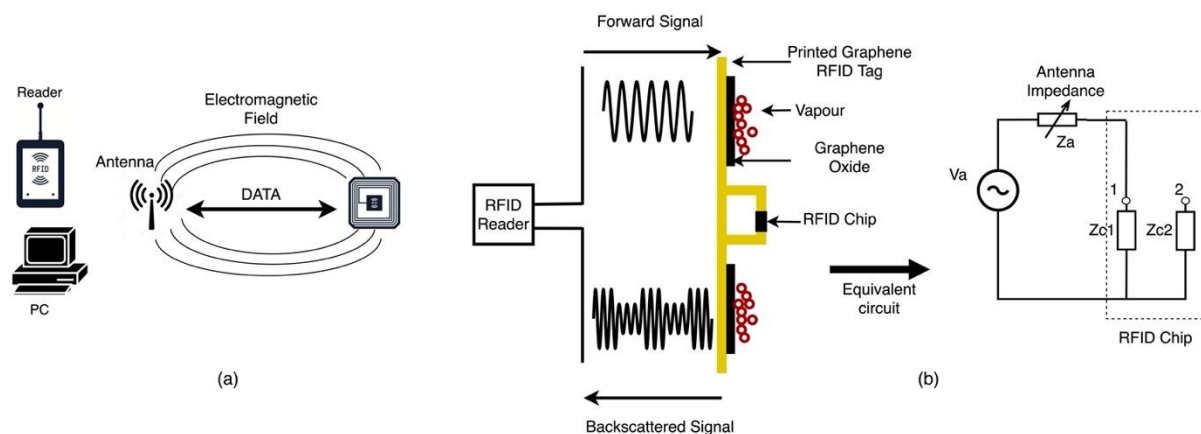 Reader
RFID
PC
Antenna
Electromagnetic
Field
DATA
(a)
Forward Signal
RFID
Reader
Backscattered Signal
Printed Graphene
RFID Tag
Vapour
Graphene
Oxide
RFID Chip
Equivalent
circuit
(b)
Antenna
Impedance
Za
Va
1
2
Zc1
Zc2
RFID Chip